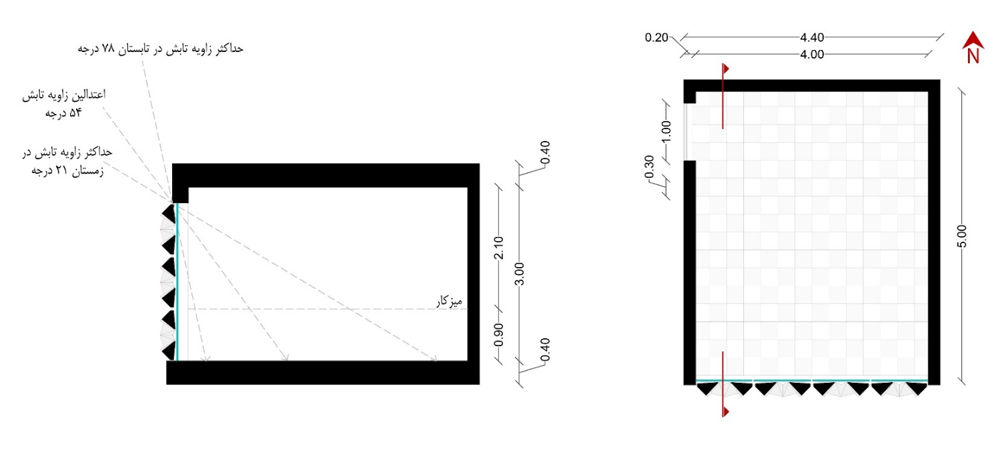 حداکثر زاویه تابش در تابستان ۷۸ درجه
اعتدالین زاویه تابش
۵۴ درجه
حداکثر زاویه تابش در
زمستان ۲۱ درجه
میزکار
0.40
2.10
3.00
0.90
0.40
0.20
4.40
4.00
N
1.00
0.30
5.00